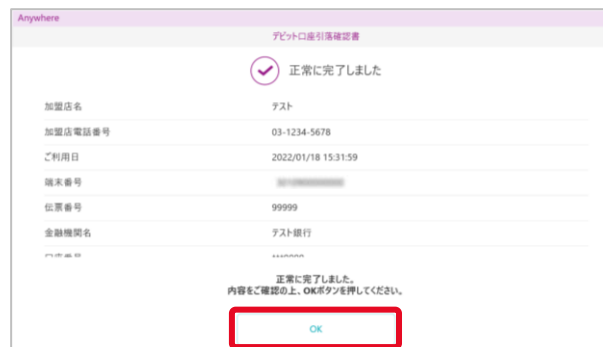 Anywhere
デビット口座引落確認書
正常に完了しました
加盟店名 テスト
加盟店電話番号 03-1234-5678
ご利用日 2022/01/18 15:31:59
端末番号
伝票番号 99999
金融機関名 テスト銀行
正常に完了しました。
内容をご確認の上、OKボタンを押してください。
OK